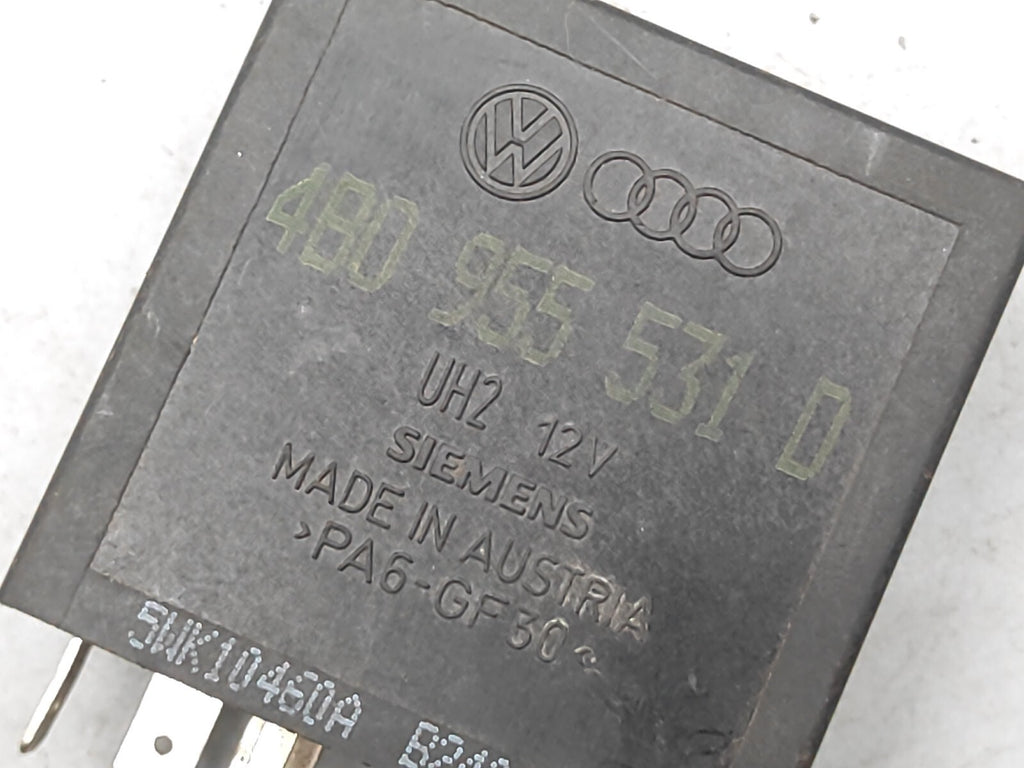 4B0 955 531 D
UH2 12V
SIEMENS
MADE IN AUSTRIA
>PA6-GF30<
5WK10460A